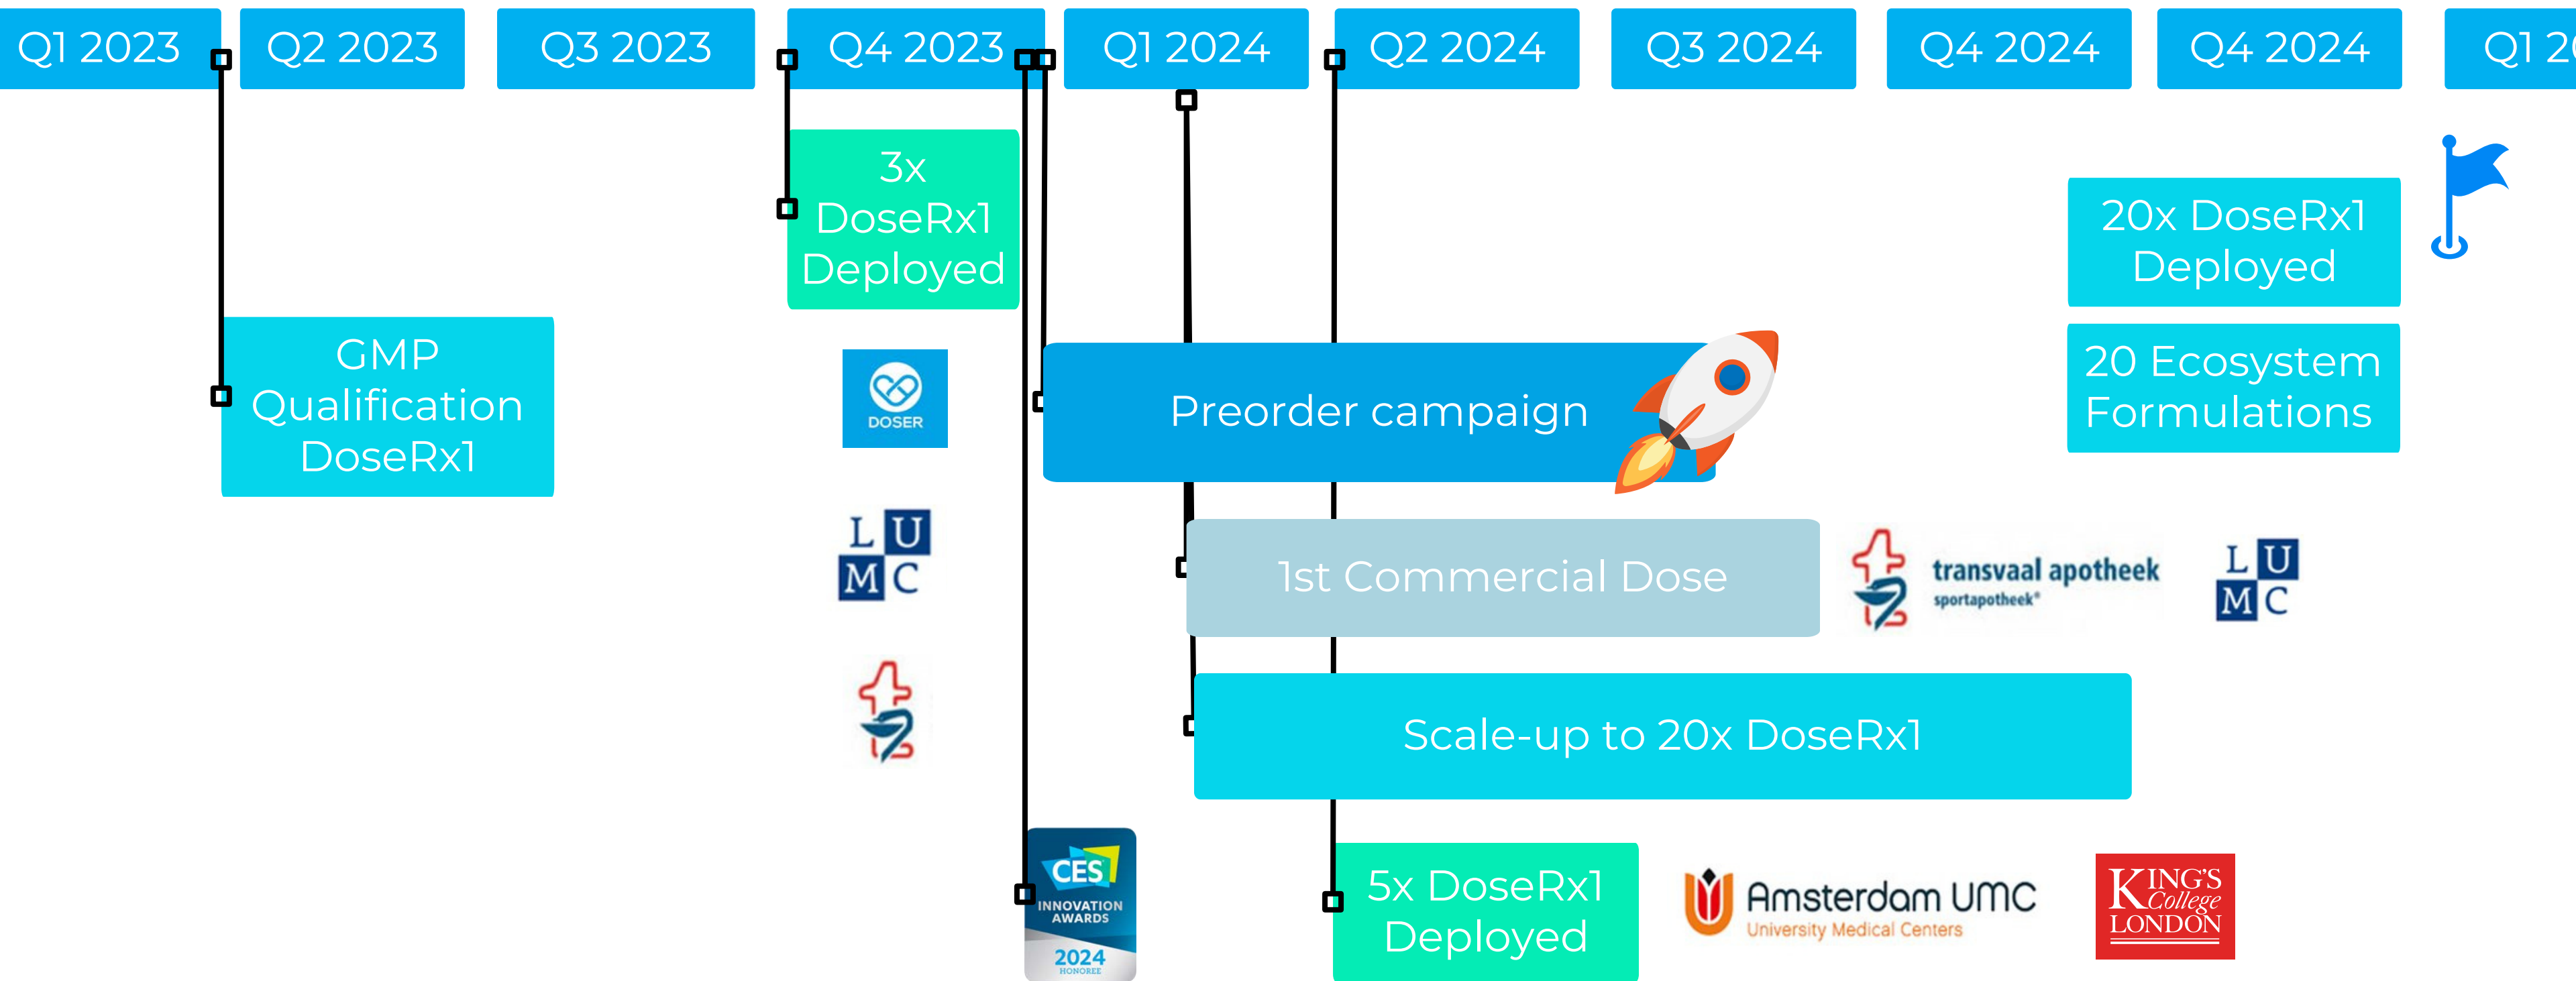 Q1 2023
Q2 2023
Q3 2023
Q4 2023
Q1 2024
Q2 2024
Q3 2024
Q4 2024
Q4 2024
Q1 20
3x
DoseRx1
Deployed
20x DoseRx1
Deployed
GMP
Qualification
DoseRx1
20 Ecosystem
Formulations
DOSER
Preorder campaign
L U
M C
1st Commercial Dose
transvaal apotheek
sportapotheek®
L U
M C
Scale-up to 20x DoseRx1
CES
INNOVATION
AWARDS
2024
HONOREE
5x DoseRx1
Deployed
Amsterdam UMC
University Medical Centers
KING'S
College
LONDON